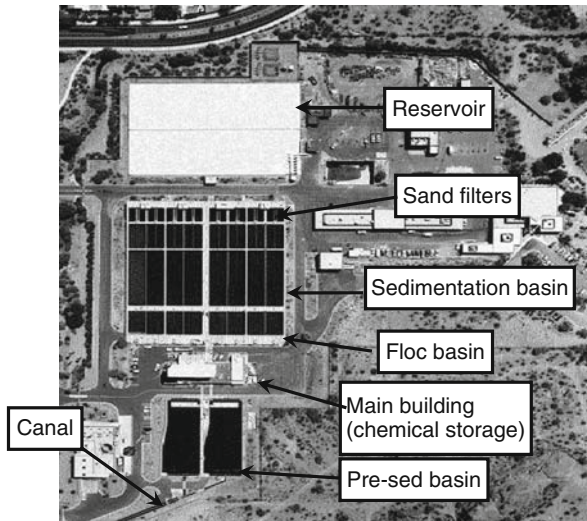 Reservoir
Sand filters
Sedimentation basin
Floc basin
Main building
(chemical storage)
Canal
Pre-sed basin